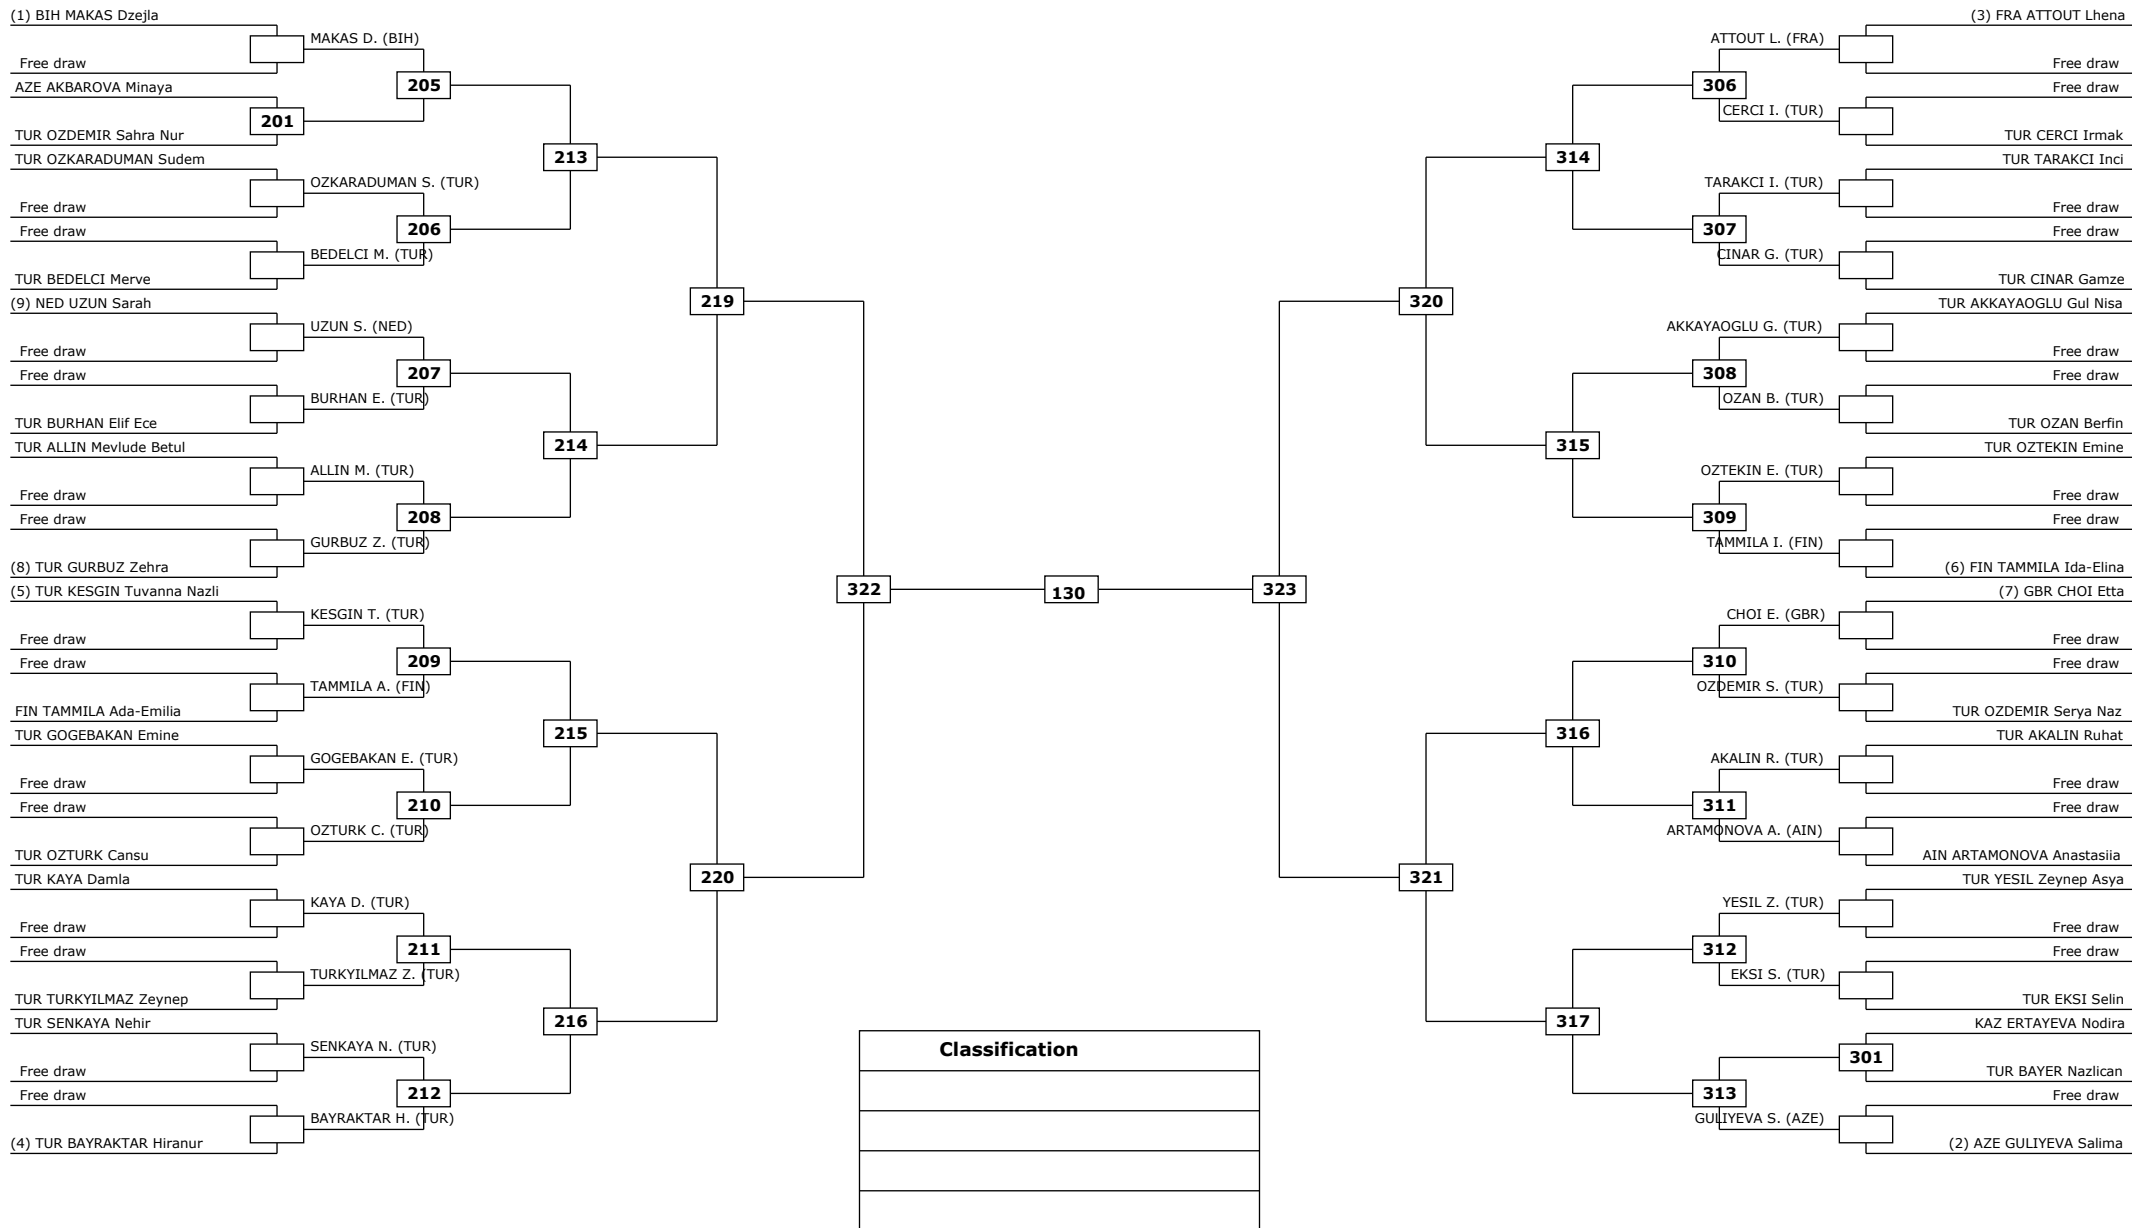 (1) BIH MAKAS Dzejla
MAKAS D. (BIH)
Free draw
205
AZE AKBAROVA Minaya
201
TUR OZDEMIR Sahra Nur
213
TUR OZKARADUMAN Sudem
OZKARADUMAN S. (TUR)
Free draw
206
Free draw
BEDELCI M. (TUR)
TUR BEDELCI Merve
219
(9) NED UZUN Sarah
UZUN S. (NED)
Free draw
207
Free draw
BURHAN E. (TUR)
TUR BURHAN Elif Ece
214
TUR ALLIN Mevlude Betul
ALLIN M. (TUR)
Free draw
208
Free draw
GURBUZ Z. (TUR)
(8) TUR GURBUZ Zehra
322
(5) TUR KESGIN Tuvanna Nazli
KESGIN T. (TUR)
Free draw
209
Free draw
TAMMILA A. (FIN)
FIN TAMMILA Ada-Emilia
215
TUR GOGEBAKAN Emine
GOGEBAKAN E. (TUR)
Free draw
210
Free draw
OZTURK C. (TUR)
TUR OZTURK Cansu
220
TUR KAYA Damla
KAYA D. (TUR)
Free draw
211
Free draw
TURKYILMAZ Z. (TUR)
TUR TURKYILMAZ Zeynep
216
TUR SENKAYA Nehir
SENKAYA N. (TUR)
Free draw
212
Free draw
BAYRAKTAR H. (TUR)
(4) TUR BAYRAKTAR Hiranur
130
Classification
(3) FRA ATTOUT Lhena
ATTOUT L. (FRA)
Free draw
306
Free draw
CERCI I. (TUR)
TUR CERCI Irmak
314
TUR TARAKCI Inci
TARAKCI I. (TUR)
Free draw
307
Free draw
CINAR G. (TUR)
TUR CINAR Gamze
320
TUR AKKAYAOGLU Gul Nisa
AKKAYAOGLU G. (TUR)
Free draw
308
Free draw
OZAN B. (TUR)
TUR OZAN Berfin
315
TUR OZTEKIN Emine
OZTEKIN E. (TUR)
Free draw
309
Free draw
TAMMILA I. (FIN)
(6) FIN TAMMILA Ida-Elina
323
(7) GBR CHOI Etta
CHOI E. (GBR)
Free draw
310
Free draw
OZDEMIR S. (TUR)
TUR OZDEMIR Serya Naz
316
TUR AKALIN Ruhat
AKALIN R. (TUR)
Free draw
311
Free draw
ARTAMONOVA A. (AIN)
AIN ARTAMONOVA Anastasiia
321
TUR YESIL Zeynep Asya
YESIL Z. (TUR)
Free draw
312
Free draw
EKSI S. (TUR)
TUR EKSI Selin
317
KAZ ERTAYEVA Nodira
301
TUR BAYER Nazlican
313
Free draw
GULIYEVA S. (AZE)
(2) AZE GULIYEVA Salima